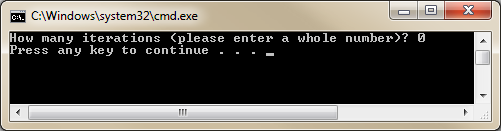 C:\Windows\system32\cmd.exe
How many iterations (please enter a whole number)? 0
Press any key to continue . . . _